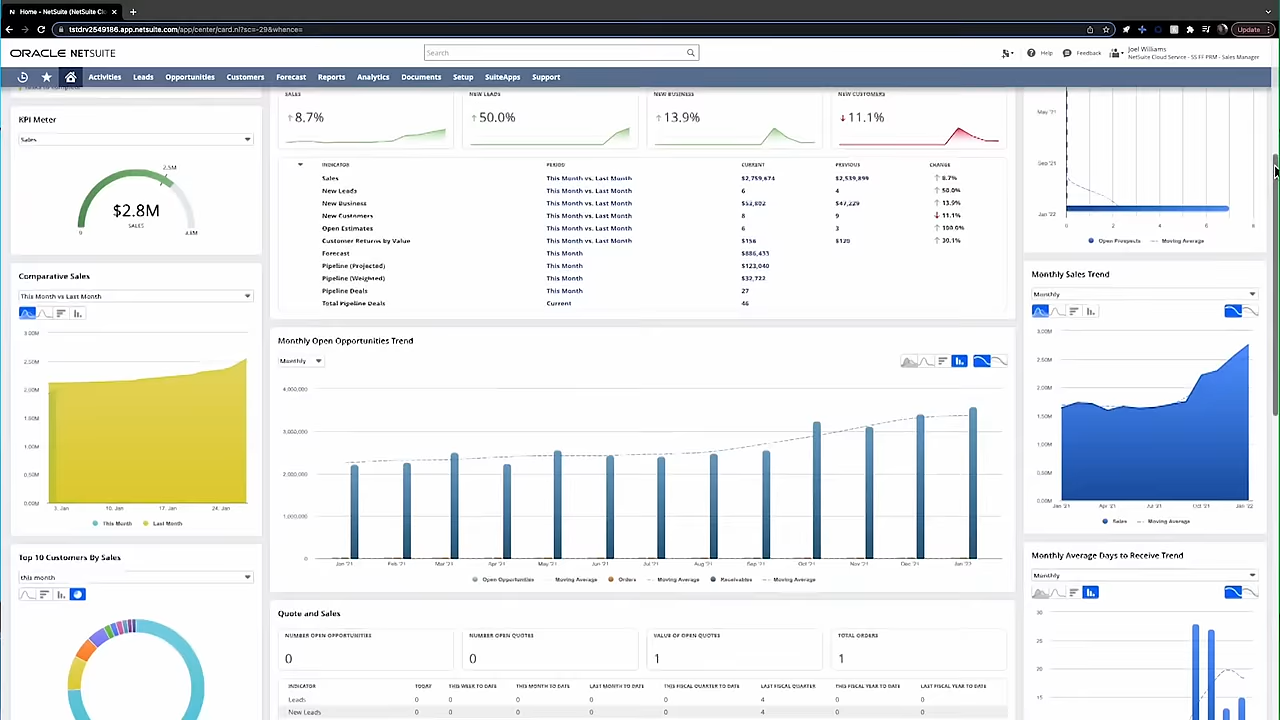 Home - NetSuite (NetSuite Cl
Update
tstdrv2549186.app.netsuite.com/app/center/card.nl?sc=-29&whence=
ORACLE NETSUITE
Search
Help
Feedback
Joel Williams
NetSuite Cloud Service - SS FF PRM - Sales Manager
Activities Leads Opportunities Customers Forecast Reports Analytics Documents Setup SuiteApps Support
KPI Meter
Sales
2.5M
$2.8M
SALES
0
Comparative Sales
This Month vs Last Month
3.00M
2.50M
2.00M
1.50M
1.00M
0.50M
0.00M
3. Jan 10. Jan 17. Jan 24. Jan
This Month Last Month
Top 10 Customers By Sales
this month
SALES
8.7%
NEW LEADS
50.0%
NEW BUSINESS
13.9%
NEW CUSTOMERS
11.1%
INDICATOR PERIOD CURRENT PREVIOUS CHANGE
Sales This Month vs. Last Month $2,759,674 $2,539,899 8.7%
New Leads This Month vs. Last Month 6 4 50.0%
New Business This Month vs. Last Month $52,802 $47,229 13.9%
New Customers This Month vs. Last Month 8 9 11.1%
Open Estimates This Month vs. Last Month 6 3 100.0%
Customer Returns by Value This Month vs. Last Month $156 $120 30.1%
Forecast This Month $886,433
Pipeline (Projected) This Month $123,040
Pipeline (Weighted) This Month $32,722
Pipeline Deals This Month 27
Total Pipeline Deals Current 46
Monthly Open Opportunities Trend
Monthly
4,000,000
3,000,000
2,000,000
1,000,000
0
Jan '21 Feb '21 Mar '21 Apr '21 May '21 Jun '21 Jul '21 Aug '21 Sep '21 Oct '21 Nov '21 Dec '21 Jan '22
Open Opportunities Moving Average Orders Moving Average Receivables Moving Average
Quote and Sales
NUMBER OPEN OPPORTUNITIES
0
NUMBER OPEN QUOTES
0
VALUE OF OPEN QUOTES
1
TOTAL ORDERS
1
INDICATOR TODAY THIS WEEK TO DATE THIS MONTH TO DATE LAST MONTH TO DATE THIS FISCAL QUARTER TO DATE LAST FISCAL QUARTER THIS FISCAL YEAR TO DATE LAST FISCAL YEAR TO DATE
Leads 0 0 0 0 0 4 0 0
New Leads 0 0 0 0 0 4 0 0
May '21
Sep '21
Jan '22
0 2 4 6 8
Open Prospects Moving Average
Monthly Sales Trend
Monthly
3.00M
2.50M
2.00M
1.50M
1.00M
0.50M
0.00M
Jan '21 Apr '21 Jul '21 Oct '21 Jan '22
Sales Moving Average
Monthly Average Days to Receive Trend
Monthly
30
25
20
15